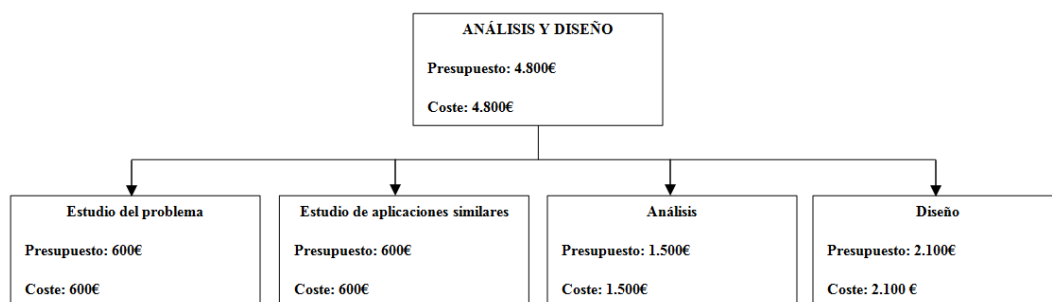 ANÁLISIS Y DISEÑO
Presupuesto: 4.800€
Coste: 4.800€
Estudio del problema
Presupuesto: 600€
Coste: 600€
Estudio de aplicaciones similares
Presupuesto: 600€
Coste: 600€
Análisis
Presupuesto: 1.500€
Coste: 1.500€
Diseño
Presupuesto: 2.100€
Coste: 2.100 €